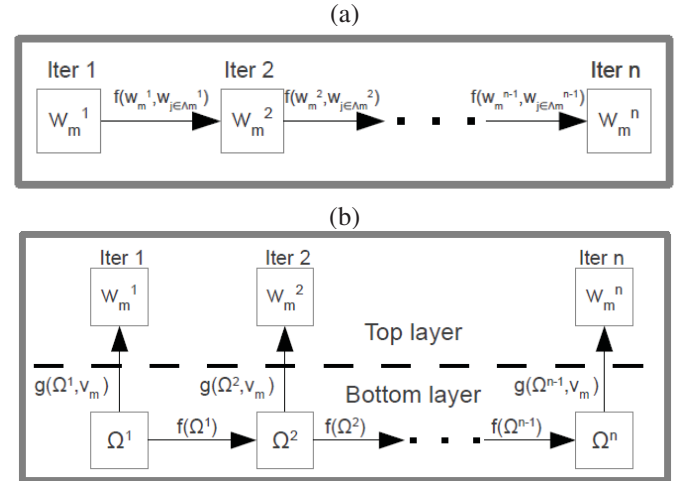 (a)
Iter 1 Iter 2 Iter n
f(w_m^1,w_{j∈Λm}^1) f(w_m^2,w_{j∈Λm}^2) f(w_m^{n-1},w_{j∈Λm}^{n-1})
W_m^1 W_m^2 W_m^n
(b)
Iter 1 Iter 2 Iter n
W_m^1 W_m^2 W_m^n
Top layer
g(Ω^1,v_m) g(Ω^2,v_m) g(Ω^{n-1},v_m)
Bottom layer
Ω^1 f(Ω^1) Ω^2 f(Ω^2) f(Ω^{n-1}) Ω^n